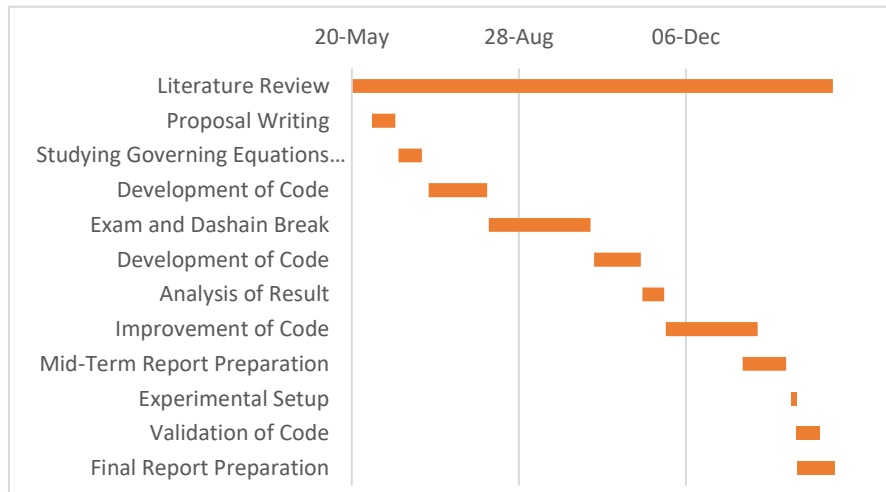 20-May 28-Aug 06-Dec
Literature Review
Proposal Writing
Studying Governing Equations...
Development of Code
Exam and Dashain Break
Development of Code
Analysis of Result
Improvement of Code
Mid-Term Report Preparation
Experimental Setup
Validation of Code
Final Report Preparation